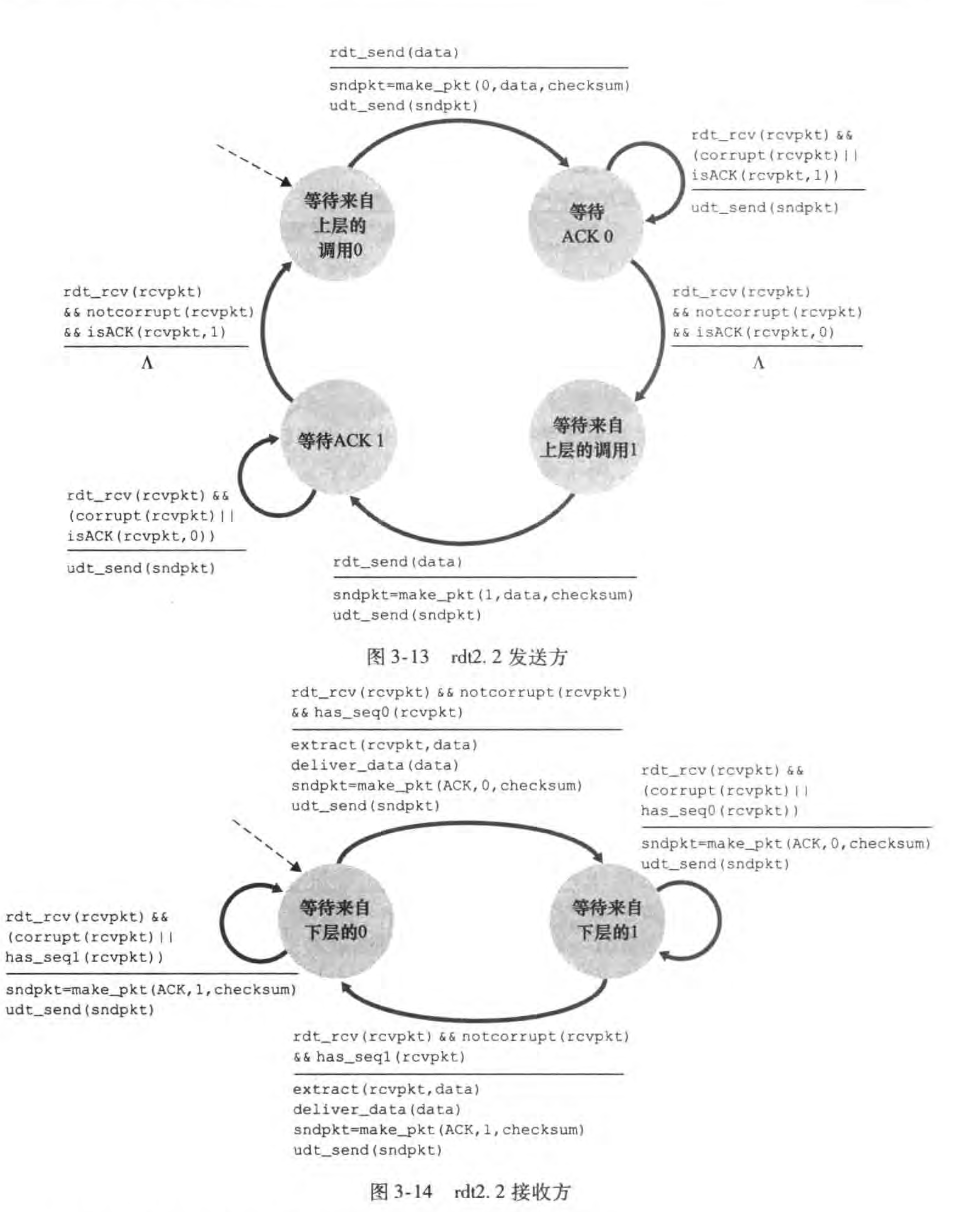 rdt_send(data)
sndpkt=make_pkt(0,data,checksum)
udt_send(sndpkt)
rdt_rcv(rcvpkt) &&
(corrupt(rcvpkt)||
isACK(rcvpkt,1))
udt_send(sndpkt)
等待来自
上层的
调用0
等待
ACK 0
rdt_rcv(rcvpkt)
&& notcorrupt(rcvpkt)
&& isACK(rcvpkt,1)
Λ
rdt_rcv(rcvpkt)
&& notcorrupt(rcvpkt)
&& isACK(rcvpkt,0)
Λ
等待ACK 1
等待来自
上层的调用1
rdt_rcv(rcvpkt) &&
(corrupt(rcvpkt)||
isACK(rcvpkt,0))
udt_send(sndpkt)
rdt_send(data)
sndpkt=make_pkt(1,data,checksum)
udt_send(sndpkt)
图 3-13 rdt2. 2 发送方
rdt_rcv(rcvpkt) && notcorrupt(rcvpkt)
&& has_seq0(rcvpkt)
extract(rcvpkt,data)
deliver_data(data)
sndpkt=make_pkt(ACK,0,checksum)
udt_send(sndpkt)
rdt_rcv(rcvpkt) &&
(corrupt(rcvpkt)||
has_seq0(rcvpkt))
sndpkt=make_pkt(ACK,0,checksum)
udt_send(sndpkt)
等待来自
下层的0
等待来自
下层的1
rdt_rcv(rcvpkt) &&
(corrupt(rcvpkt)||
has_seq1(rcvpkt))
sndpkt=make_pkt(ACK,1,checksum)
udt_send(sndpkt)
rdt_rcv(rcvpkt) && notcorrupt(rcvpkt)
&& has_seq1(rcvpkt)
extract(rcvpkt,data)
deliver_data(data)
sndpkt=make_pkt(ACK,1,checksum)
udt_send(sndpkt)
图 3-14 rdt2. 2 接收方